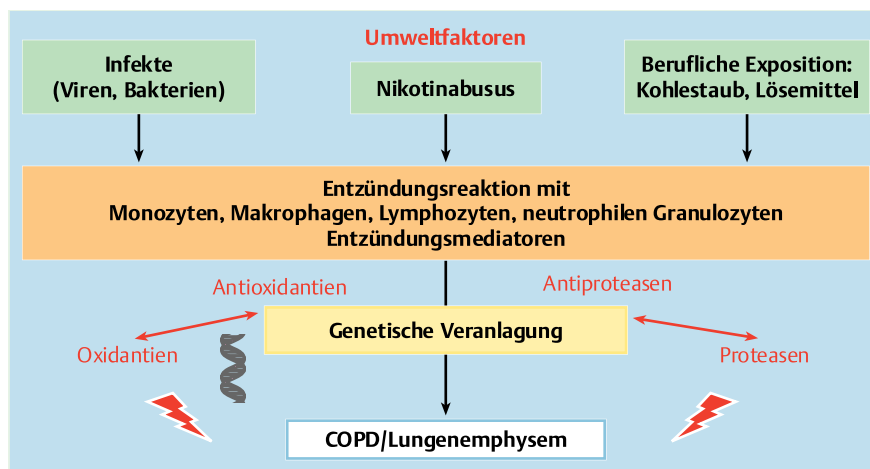 Umweltfaktoren
Infekte
(Viren, Bakterien)
Nikotinabusus
Berufliche Exposition:
Kohlestaub, Lösemittel
Entzündungsreaktion mit
Monozyten, Makrophagen, Lymphozyten, neutrophilen Granulozyten
Entzündungsmediatoren
Antioxidantien
Antiproteasen
Genetische Veranlagung
Oxidantien
Proteasen
COPD/Lungenemphysem